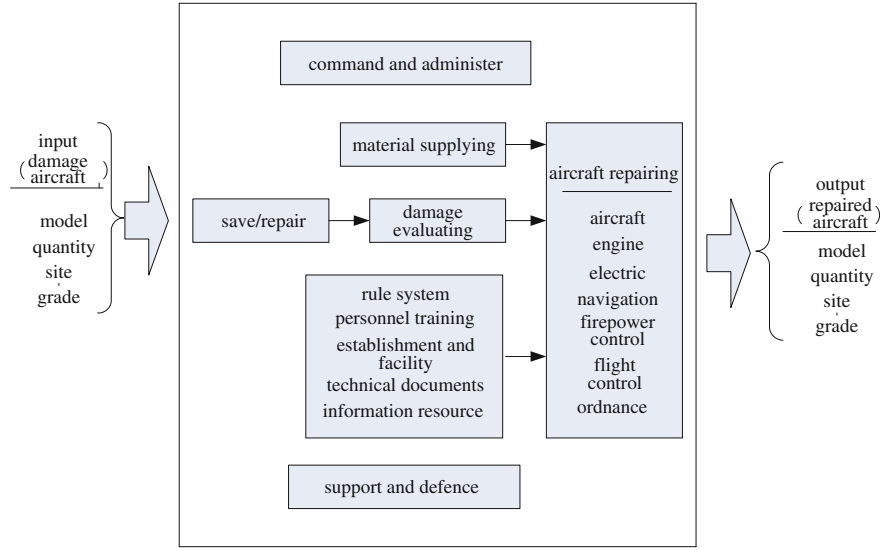 command and administer
input
(damage
aircraft)
model
quantity
site
grade
material supplying
save/repair
damage
evaluating
rule system
personnel training
establishment and
facility
technical documents
information resource
aircraft repairing
aircraft
engine
electric
navigation
firepower
control
flight
control
ordnance
support and defence
output
(repaired
aircraft)
model
quantity
site
grade